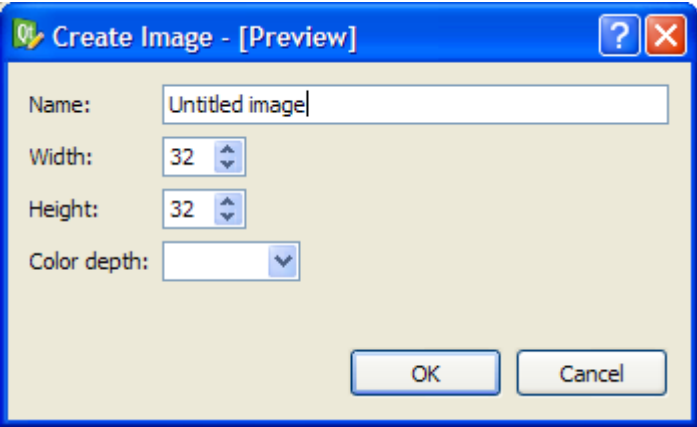 Create Image - [Preview]
Name: Untitled image
Width: 32
Height: 32
Color depth:
OK Cancel